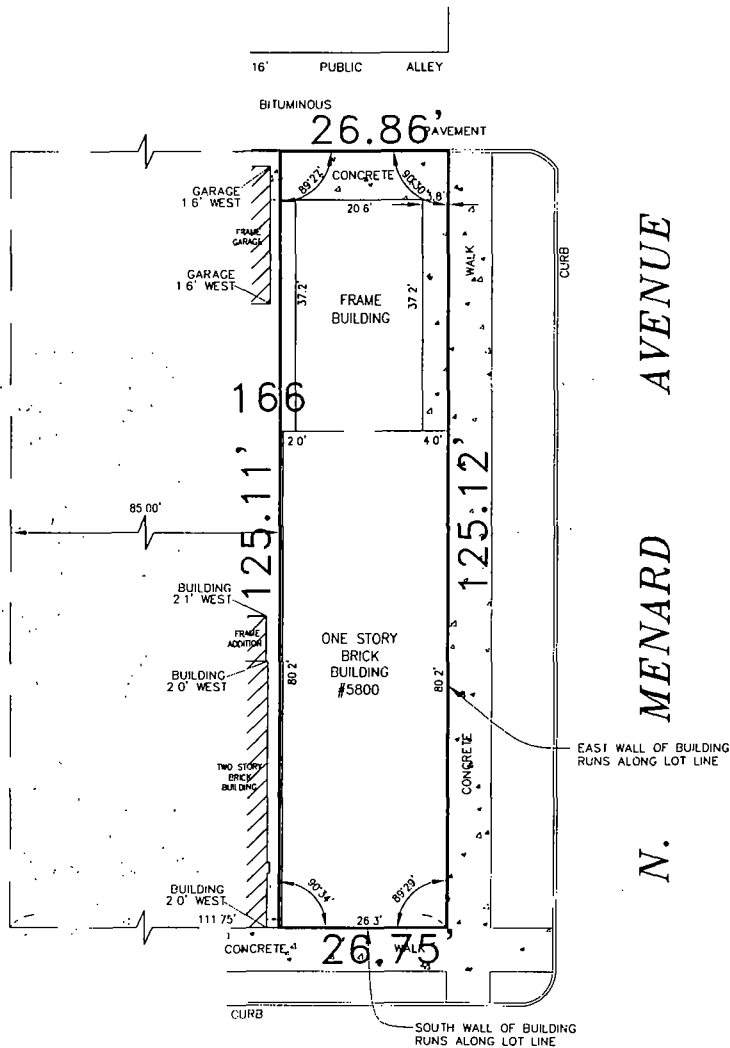 16' PUBLIC ALLEY
BITUMINOUS
26.86'
PAVEMENT
GARAGE
1 6' WEST
FRAME
GARAGE
GARAGE
1 6' WEST
89°22'
CONCRETE
90°30'
3.8'
20 6'
WALK
CURB
37.2'
FRAME
BUILDING
37 2'
166
2 0'
4 0'
85 00'
125.11'
125.12'
BUILDING
2 1' WEST
FRAME
ADDITION
BUILDING
2 0' WEST
ONE STORY
BRICK
BUILDING
#5800
80 2'
80 2'
EAST WALL OF BUILDING
RUNS ALONG LOT LINE
TWO STORY
BRICK
BUILDING
CONCRETE
BUILDING
2 0' WEST
90°34'
89°29'
111 75'
26 3'
CONCRETE WALK
26.75'
CURB
SOUTH WALL OF BUILDING
RUNS ALONG LOT LINE
N. MENARD AVENUE